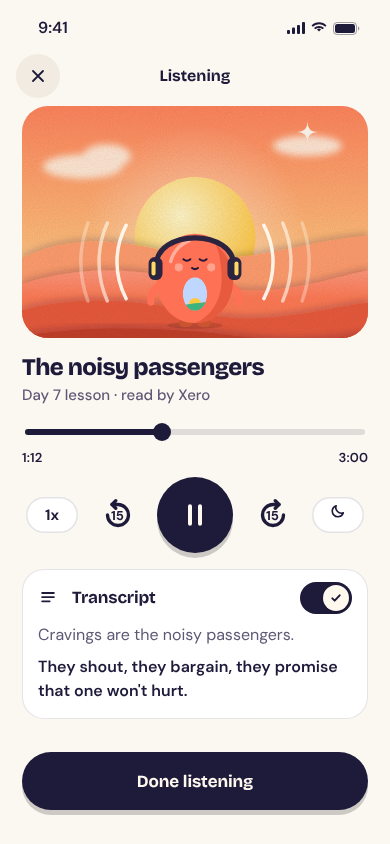 9:41
Listening
The noisy passengers
Day 7 lesson · read by Xero
1:12
3:00
1x
15
15
Transcript
Cravings are the noisy passengers.
They shout, they bargain, they promise
that one won't hurt.
Done listening